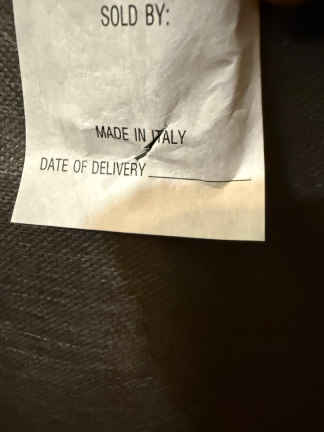 SOLD BY:
MADE IN ITALY
DATE OF DELIVERY